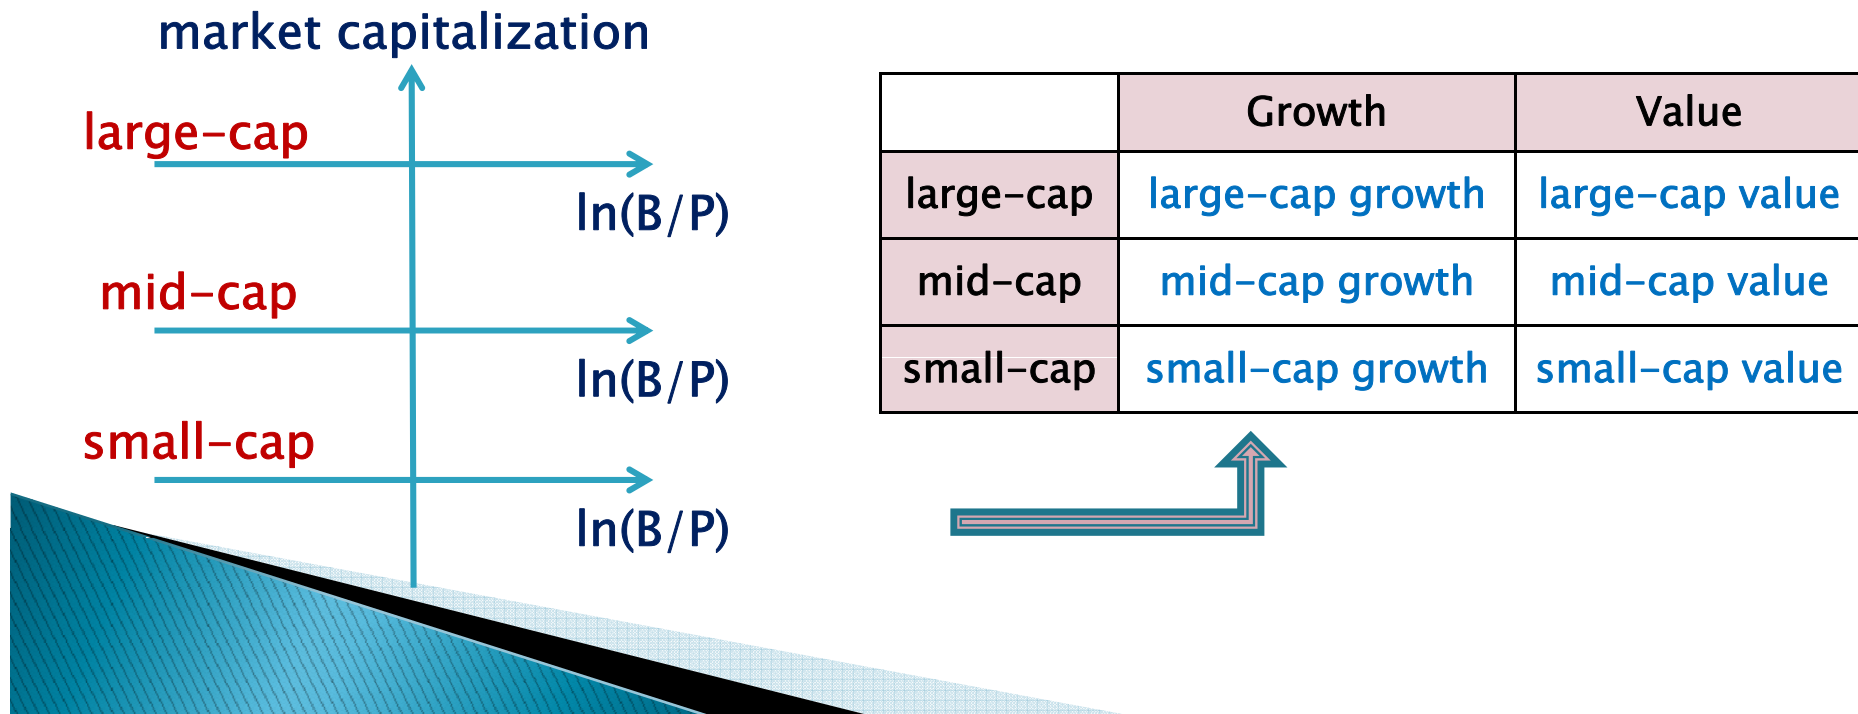 market capitalization
large-cap
ln(B/P)
mid-cap
ln(B/P)
small-cap
ln(B/P)
Growth Value
large-cap large-cap growth large-cap value
mid-cap mid-cap growth mid-cap value
small-cap small-cap growth small-cap value